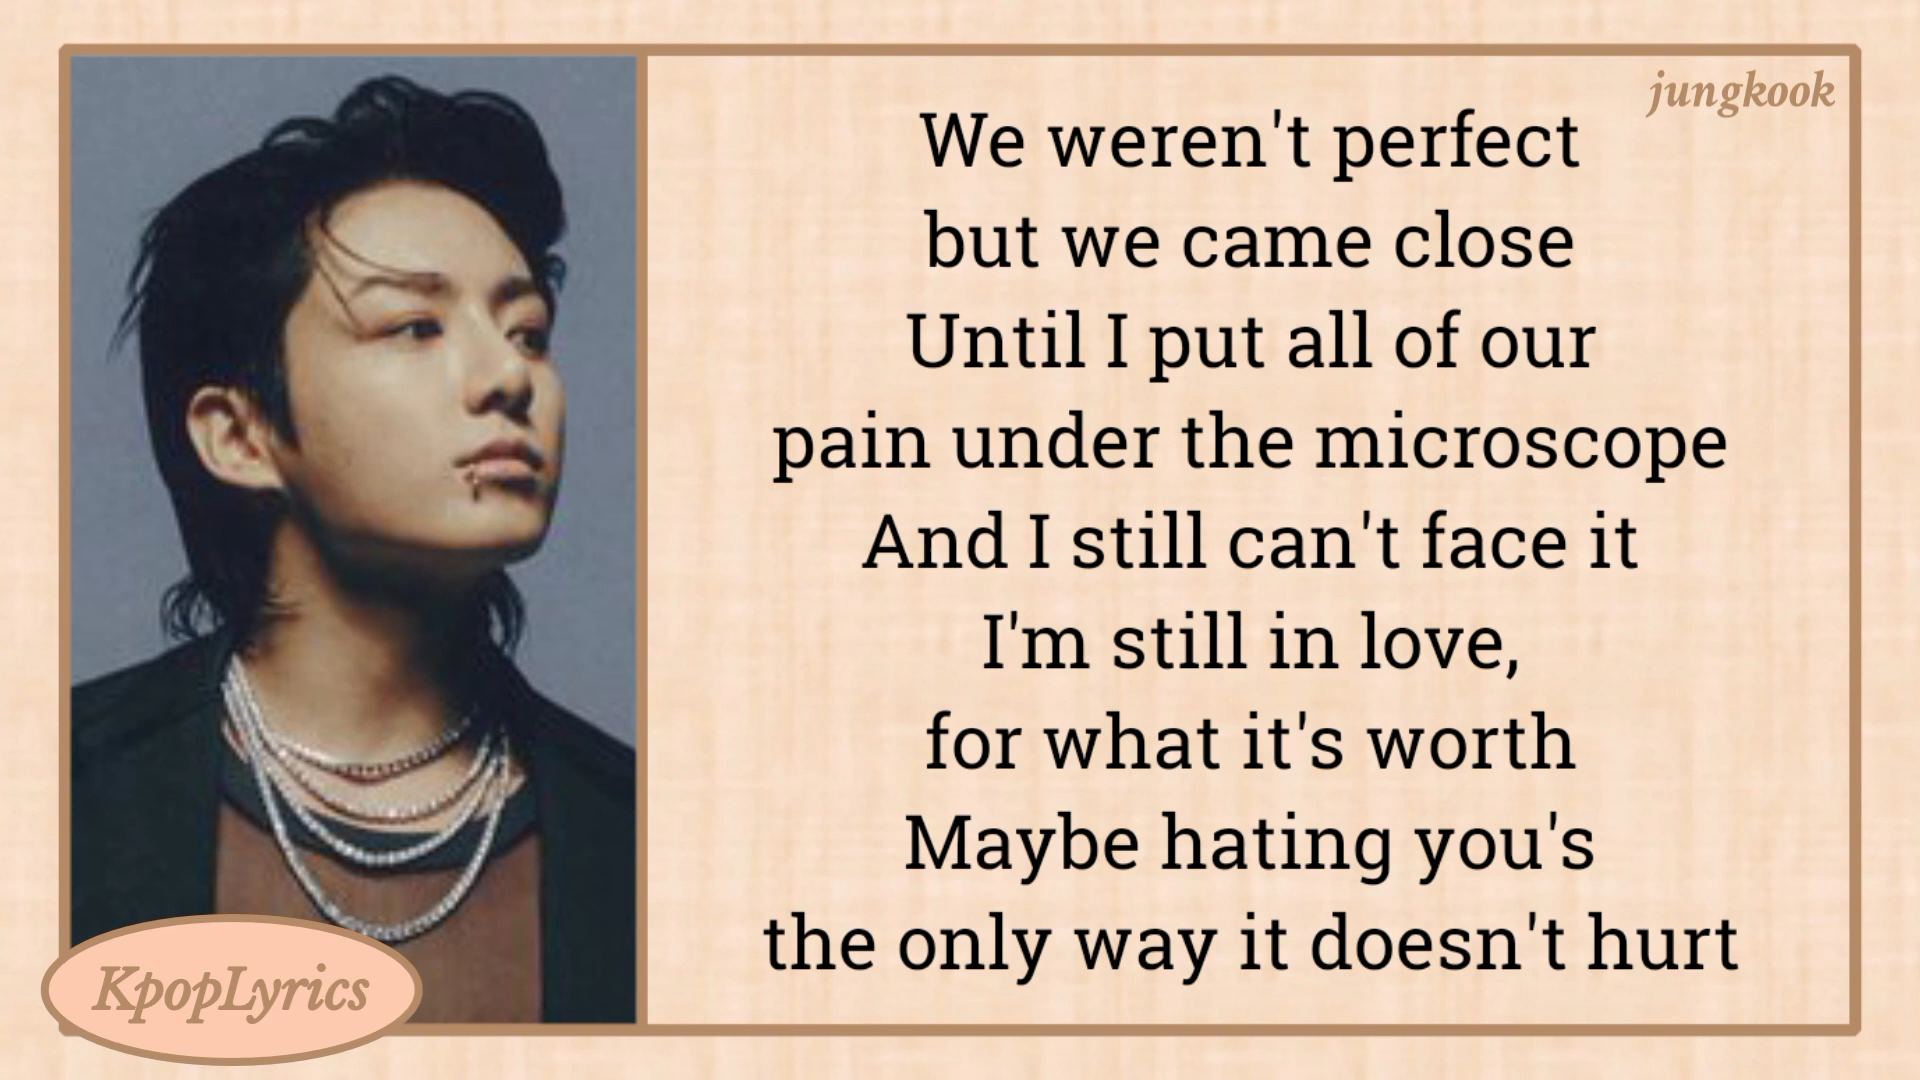 jungkook
We weren't perfect
but we came close
Until I put all of our
pain under the microscope
And I still can't face it
I'm still in love,
for what it's worth
Maybe hating you's
the only way it doesn't hurt
KpopLyrics